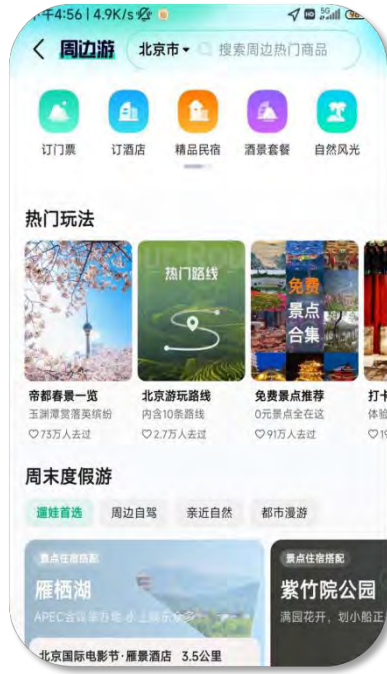 午4:56 | 4.9K/s
5G
周边游
北京市
搜索周边热门商品
订门票
订酒店
精品民宿
酒景套餐
自然风光
热门玩法
热门路线
免费
景点
合集
帝都春景一览
玉渊潭赏落英缤纷
73万人去过
北京游玩路线
内含10条路线
2.7万人去过
免费景点推荐
0元景点全在这
91万人去过
打卡
体验
19
周末度假游
遛娃首选
周边自驾
亲近自然
都市漫游
景点住宿搭配
雁栖湖
北京国际电影节·雁景酒店 3.5公里
景点住宿搭配
紫竹院公园
满园花开，划小船正